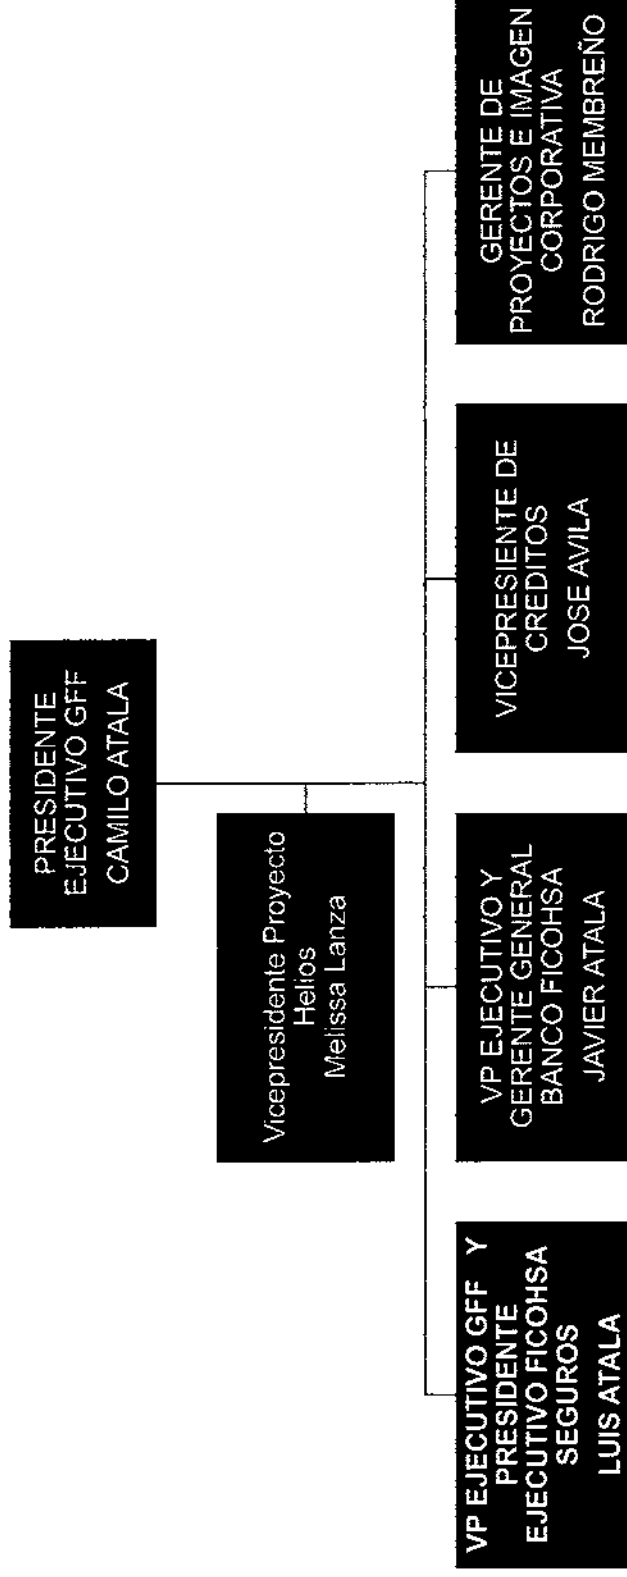 PRESIDENTE
EJECUTIVO GFF
CAMILO ATALA
Vicepresidente Proyecto
Helios
Melissa Lanza
VP EJECUTIVO GFF Y
PRESIDENTE
EJECUTIVO FICOHSA
SEGUROS
LUIS ATALA
VP EJECUTIVO Y
GERENTE GENERAL
BANCO FICOHSA
JAVIER ATALA
VICEPRESIENTE DE
CREDITOS
JOSE AVILA
GERENTE DE
PROYECTOS E IMAGEN
CORPORATIVA
RODRIGO MEMBREÑO